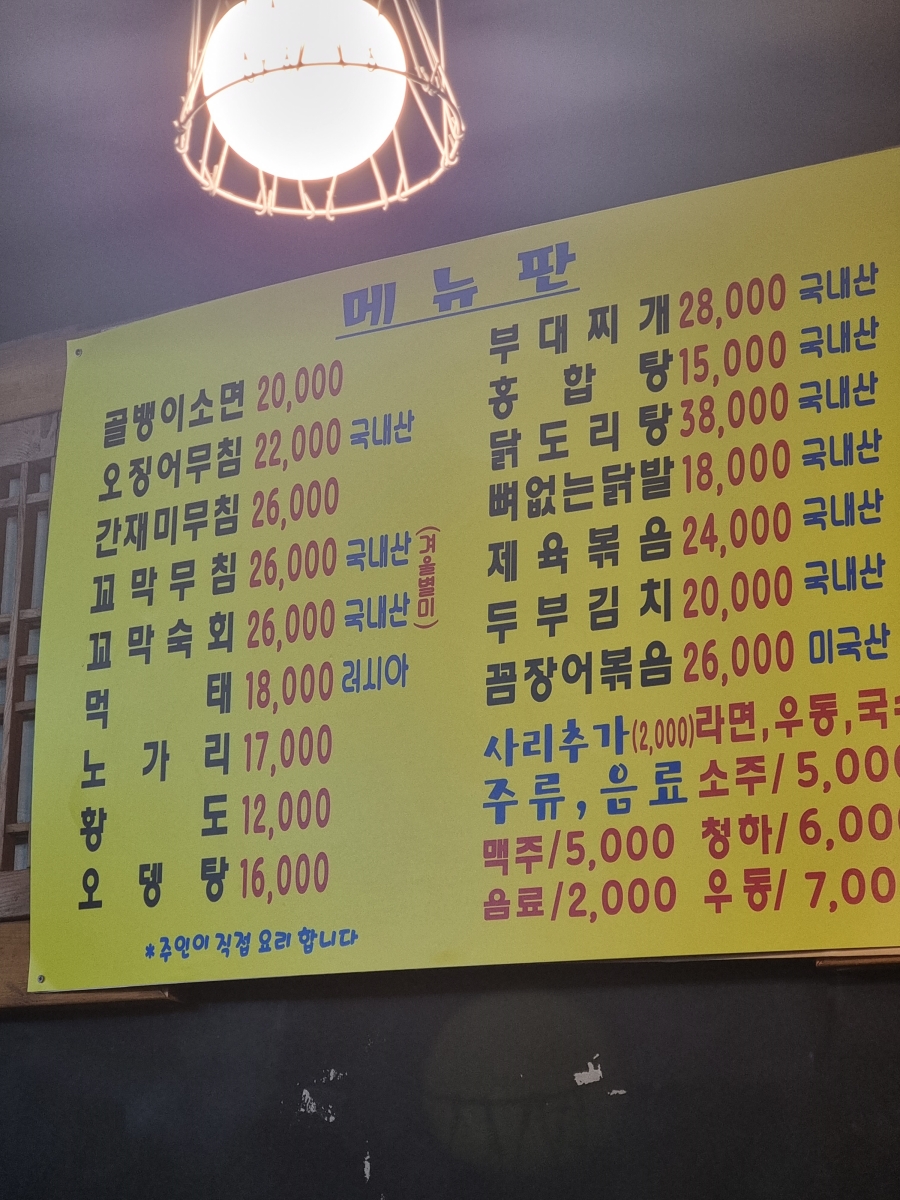 메뉴판
골뱅이소면 20,000
오징어무침 22,000 국내산
간재미무침 26,000
꼬막무침 26,000 국내산
꼬막숙회 26,000 국내산
(겨울별미)
먹태 18,000 러시아
노가리 17,000
황도 12,000
오뎅탕 16,000
*주인이 직접 요리 합니다
부대찌개 28,000 국내산
홍합탕 15,000 국내산
닭도리탕 38,000 국내산
뼈없는닭발 18,000 국내산
제육볶음 24,000 국내산
두부김치 20,000 국내산
꼼장어볶음 26,000 미국산
사리추가(2,000)라면,우동,국
주류,음료 소주/5,000
맥주/5,000 청하/6,000
음료/2,000 우동/7,00